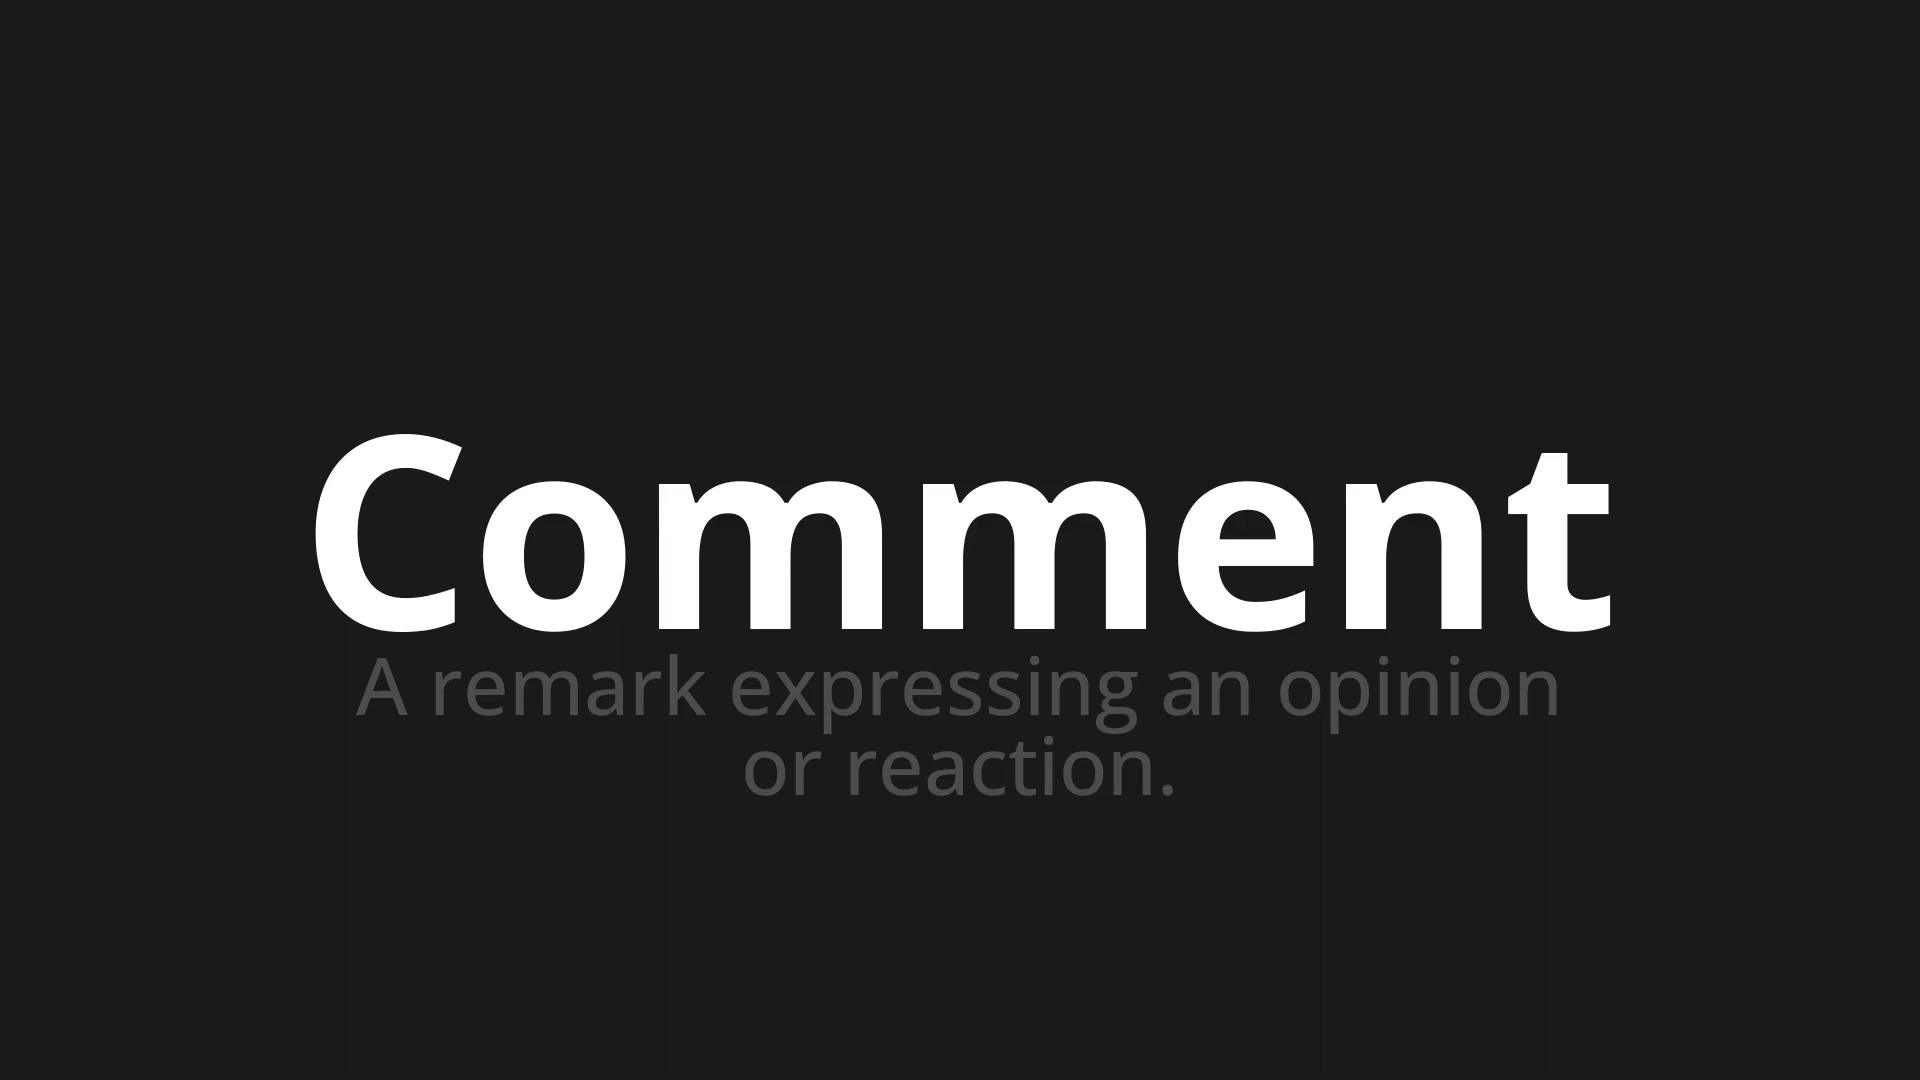 Comment
A remark expressing an opinion
or reaction.